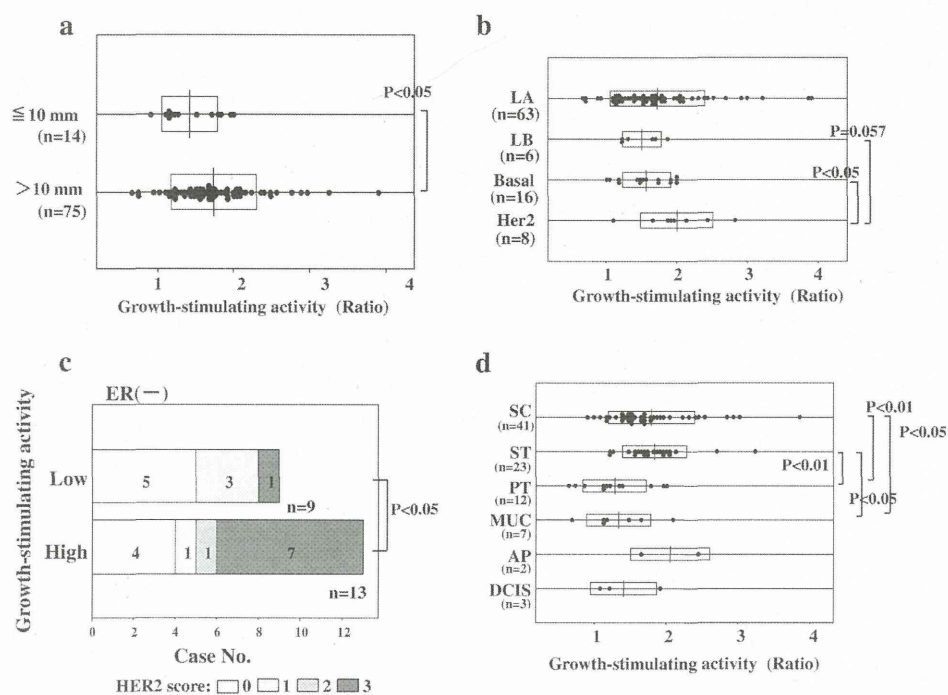 a
≦10 mm
(n=14)
>10 mm
(n=75)
P<0.05
1 2 3 4
Growth-stimulating activity (Ratio)
b
LA
(n=63)
LB
(n=6)
Basal
(n=16)
Her2
(n=8)
P=0.057
P<0.05
1 2 3 4
Growth-stimulating activity (Ratio)
c
ER(—)
Growth-stimulating activity
Low
5 3 1
n=9
High
4 1 1 7
n=13
P<0.05
0 2 4 6 8 10 12
Case No.
HER2 score: 0 1 2 3
d
SC
(n=41)
ST
(n=23)
PT
(n=12)
MUC
(n=7)
AP
(n=2)
DCIS
(n=3)
P<0.01
P<0.05
P<0.01
P<0.05
1 2 3 4
Growth-stimulating activity (Ratio)